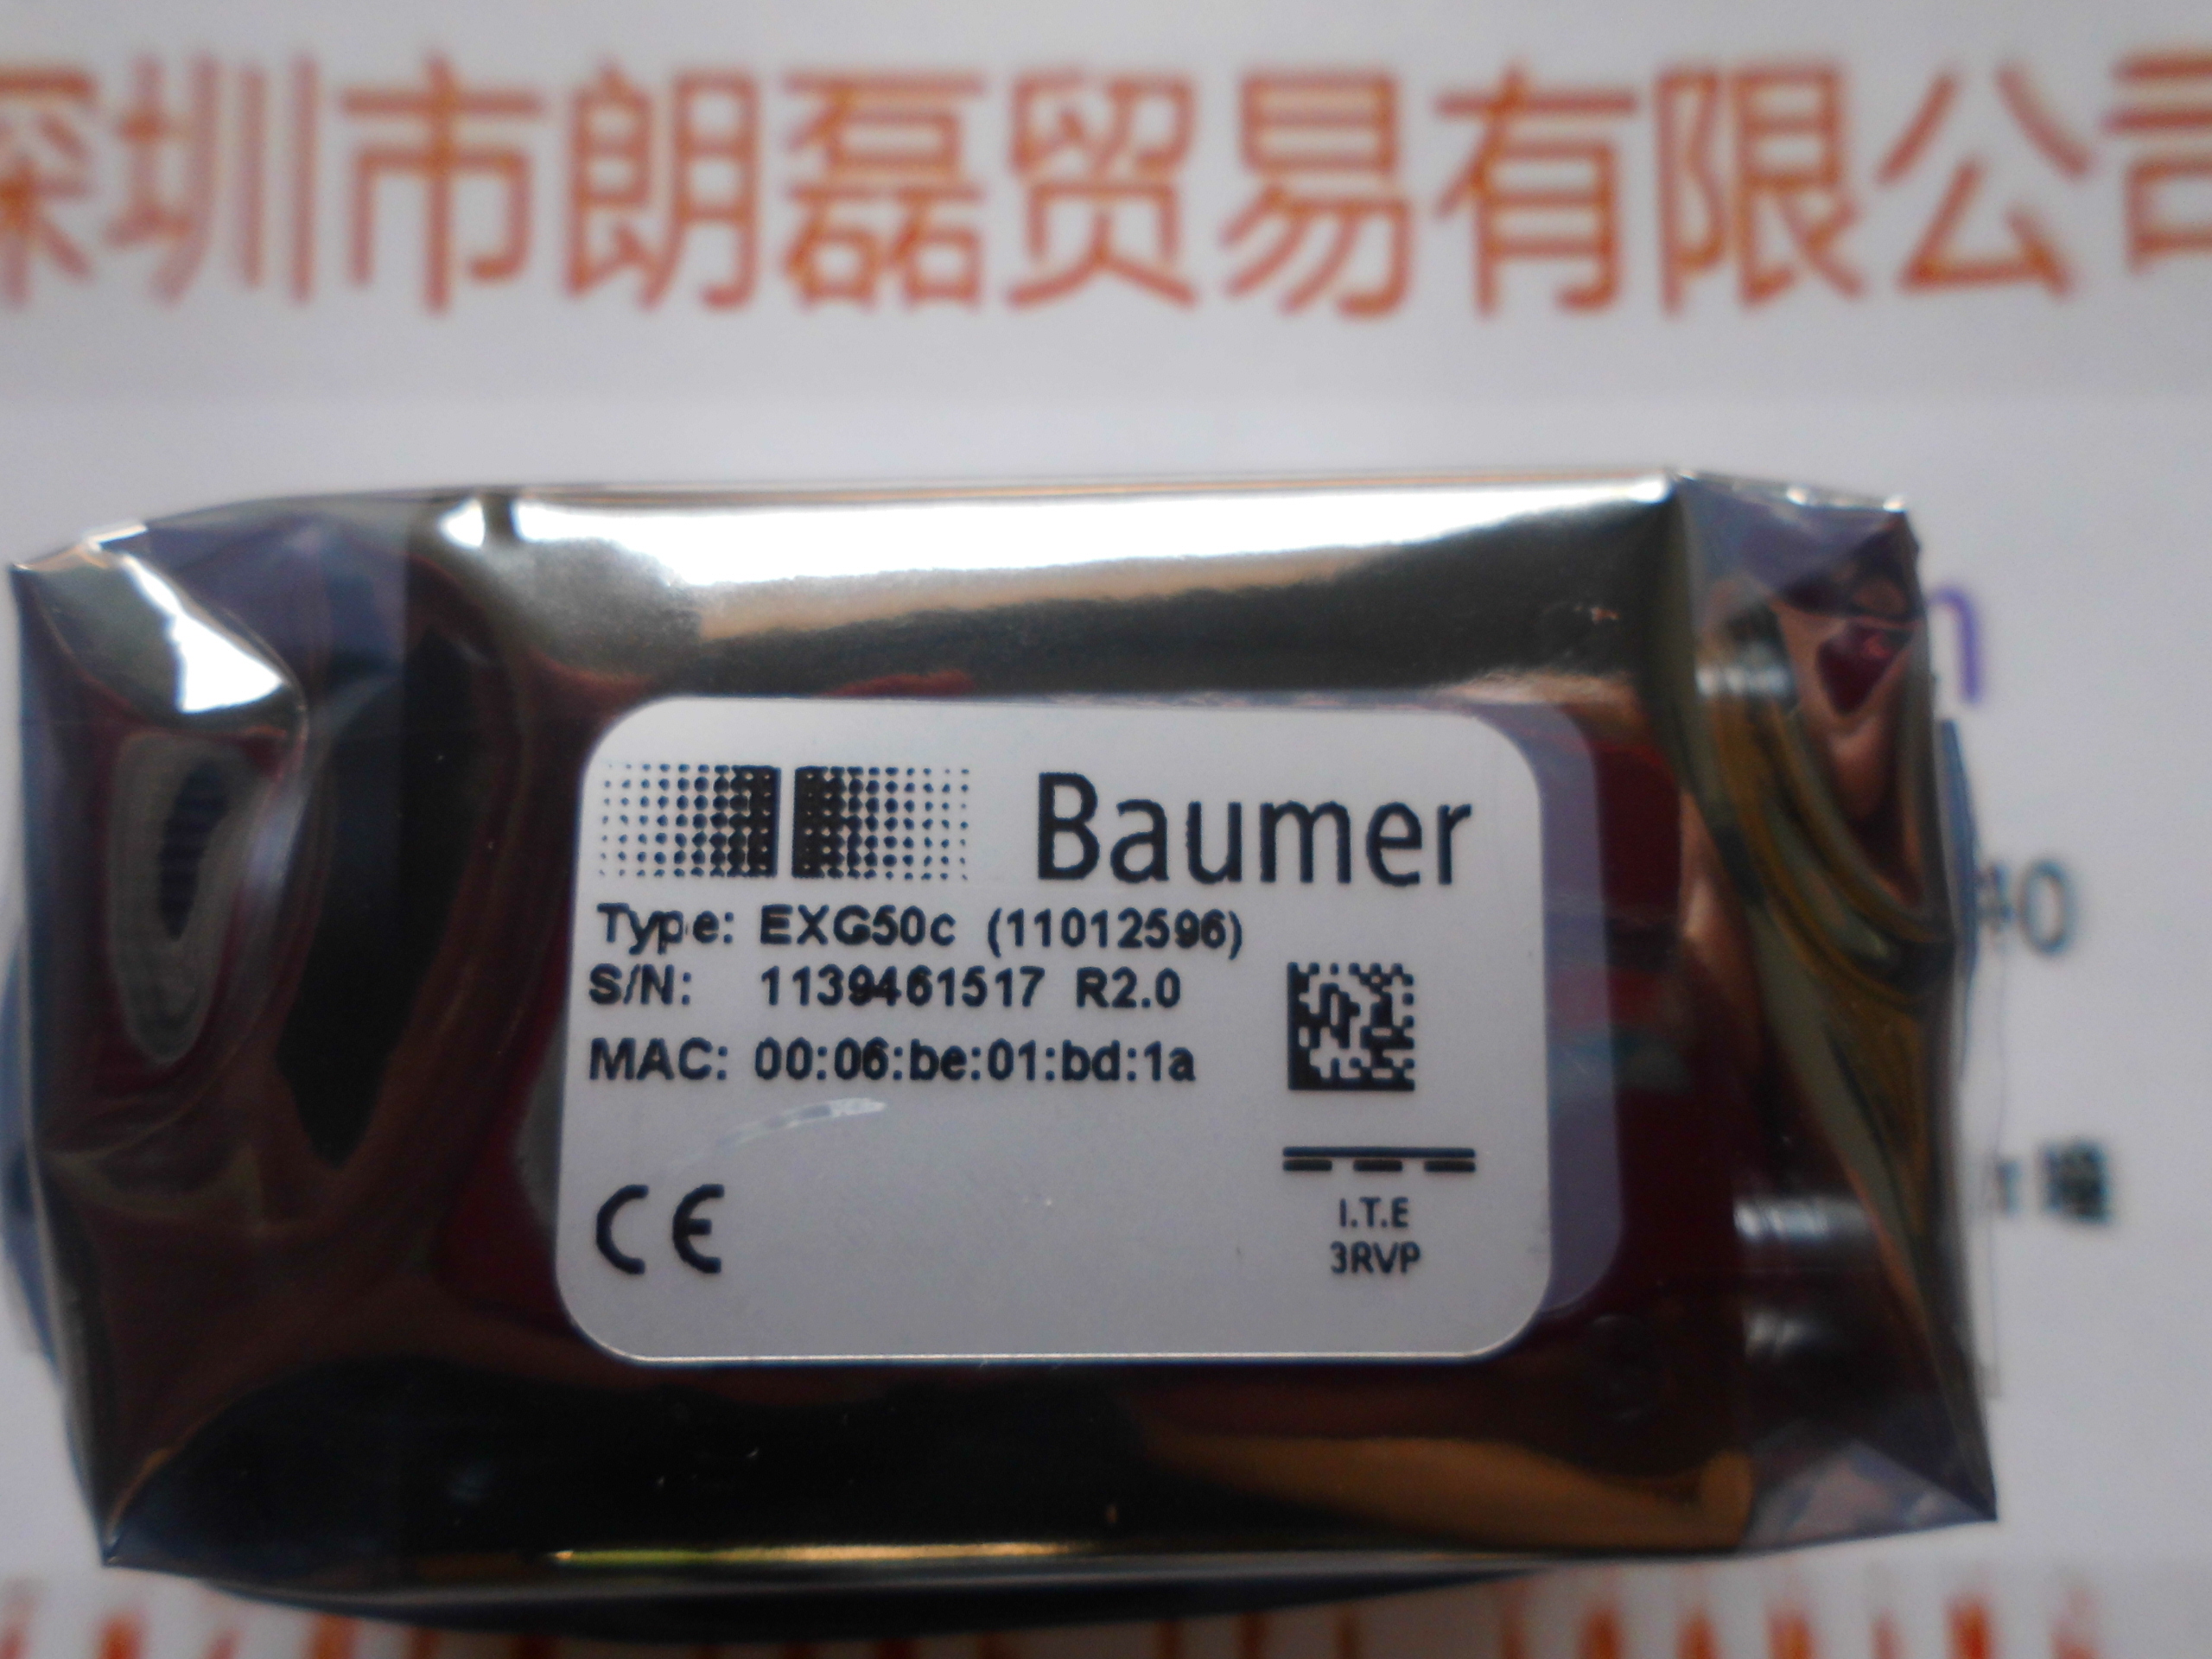 深圳市朗磊贸易有限公司
Baumer
Type: EXG50c (11012596)
S/N: 1139461517 R2.0
MAC: 00:06:be:01:bd:1a
CE
I.T.E
3RVP